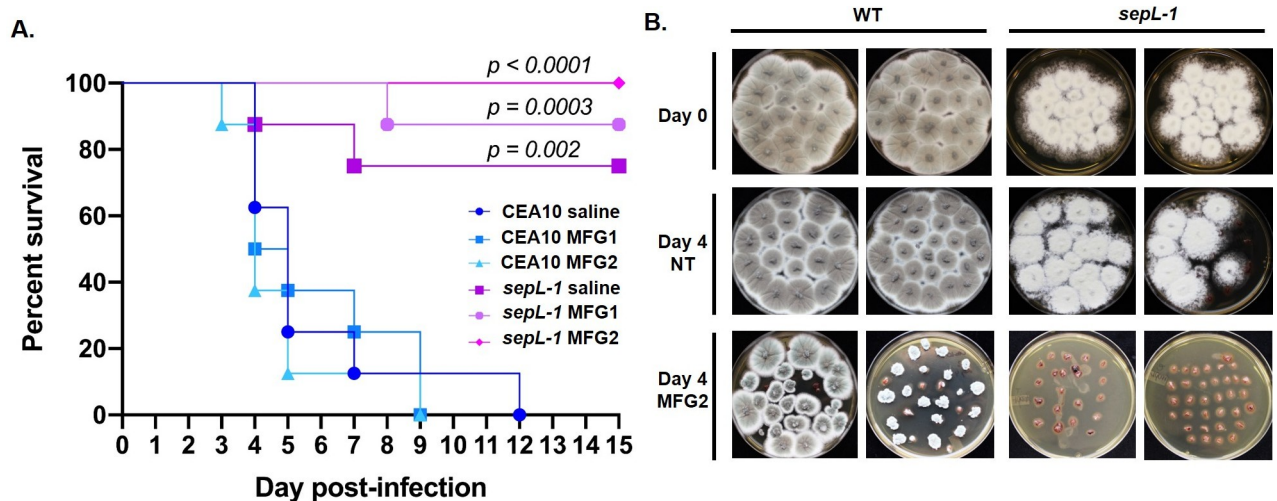 A.
Percent survival
100
80
60
40
20
0
p < 0.0001
p = 0.0003
p = 0.002
CEA10 saline
CEA10 MFG1
CEA10 MFG2
sepL-1 saline
sepL-1 MFG1
sepL-1 MFG2
0 1 2 3 4 5 6 7 8 9 10 11 12 13 14 15
Day post-infection
B.
WT
sepL-1
Day 0
Day 4
NT
Day 4
MFG2